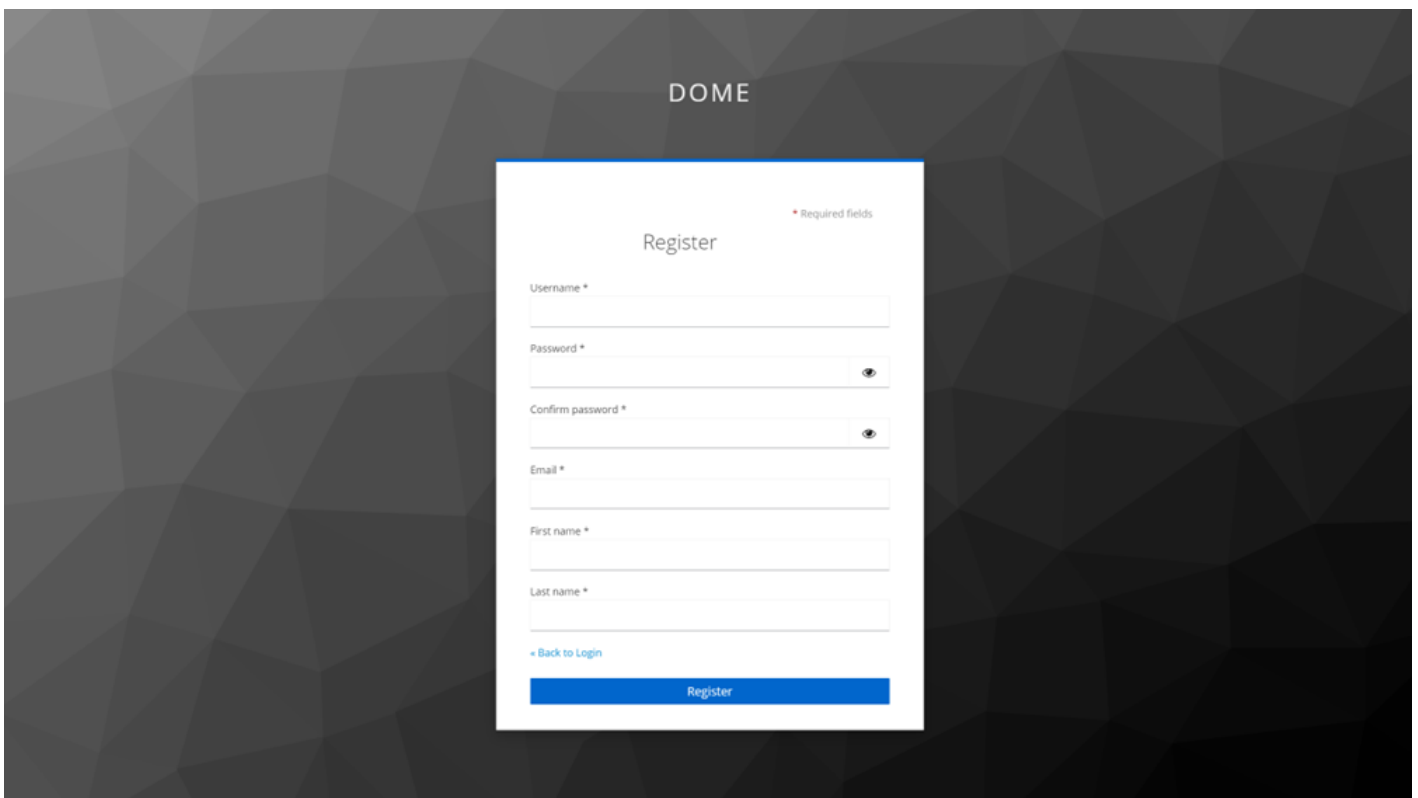 DOME
* Required fields
Register
Username *
Password *
Confirm password *
Email *
First name *
Last name *
« Back to Login
Register